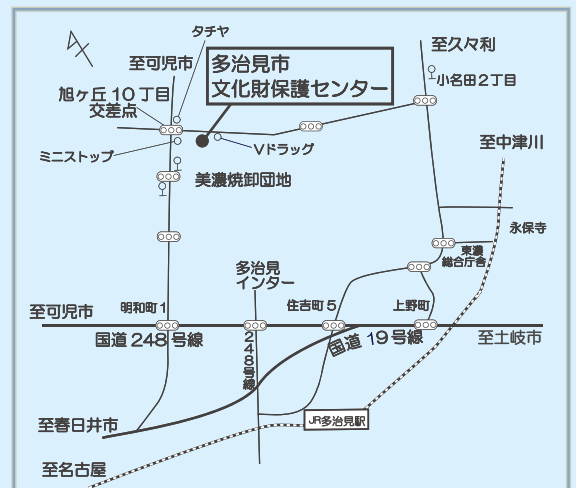 タチヤ
至久々利
至可児市
多治見市
文化財保護センター
小名田2丁目
旭ヶ丘10丁目
交差点
至中津川
ミニストップ
Vドラッグ
美濃焼卸団地
永保寺
東濃
総合庁舎
多治見
インター
明和町1
住吉町5
上野町
至可児市
国道248号線
248号線
国道19号線
至土岐市
JR多治見駅
至春日井市
至名古屋